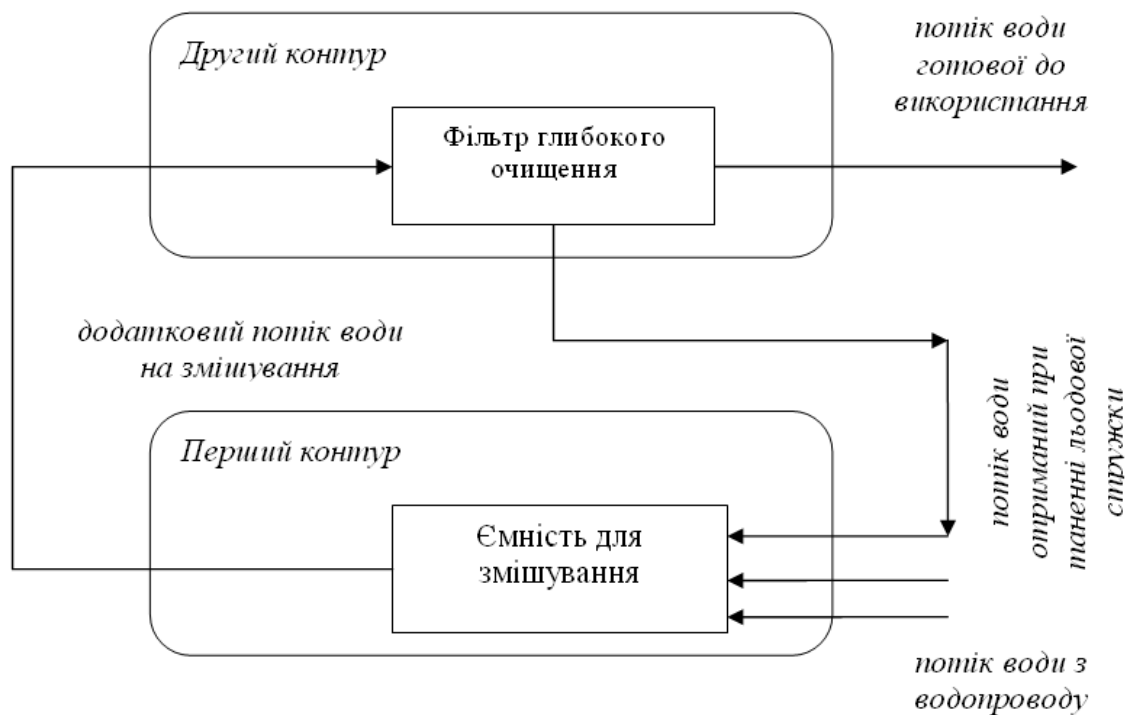 Другий контур
потік води
готової до
використання
Фільтр глибокого
очищення
додатковий потік води
на змішування
потік води
отриманий при
таненні льодової
стружки
Перший контур
Ємність для
змішування
потік води з
водопроводу